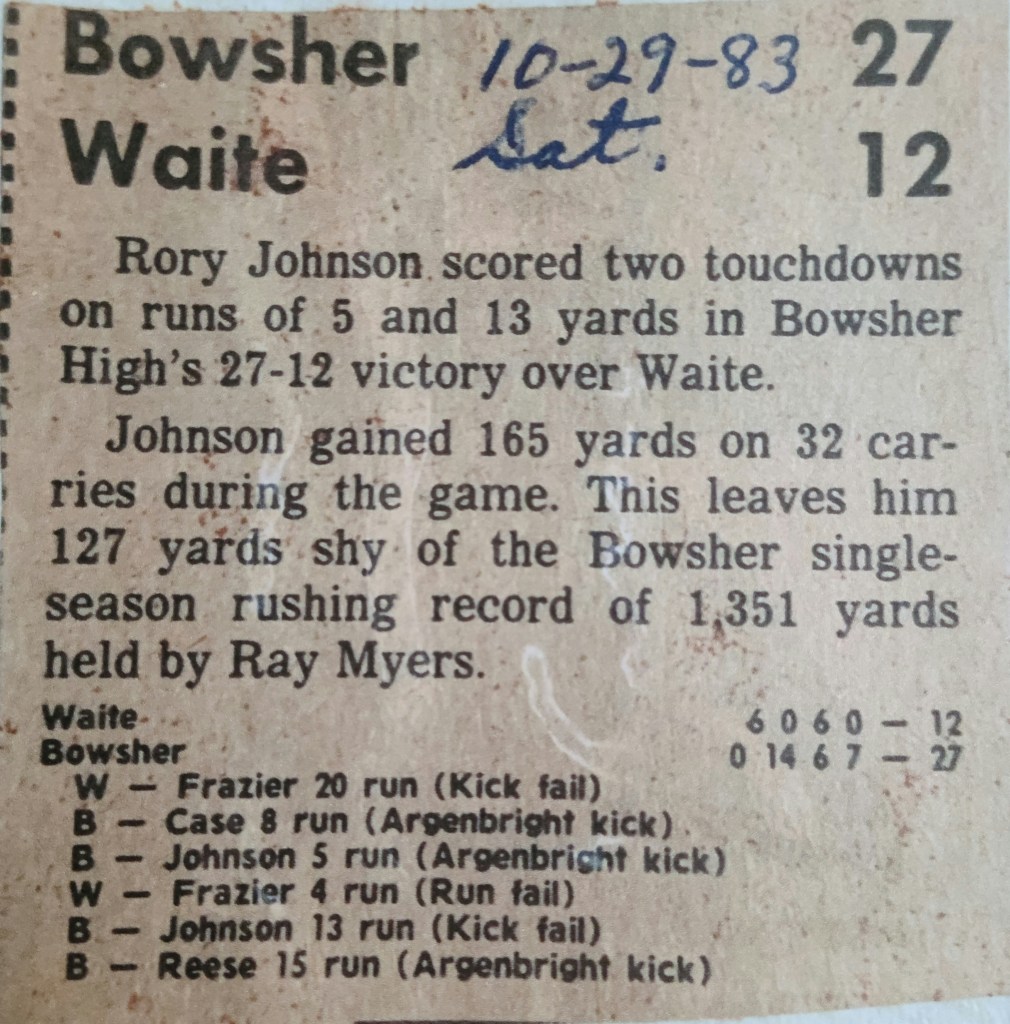 Bowsher 10-29-83 27
Waite Sat. 12
Rory Johnson scored two touchdowns
on runs of 5 and 13 yards in Bowsher
High's 27-12 victory over Waite.
Johnson gained 165 yards on 32 car-
ries during the game. This leaves him
127 yards shy of the Bowsher single-
season rushing record of 1,351 yards
held by Ray Myers.
Waite 6 0 6 0 — 12
Bowsher 0 14 6 7 — 27
W — Frazier 20 run (Kick fail)
B — Case 8 run (Argenbright kick)
B — Johnson 5 run (Argenbright kick)
W — Frazier 4 run (Run fail)
B — Johnson 13 run (Kick fail)
B — Reese 15 run (Argenbright kick)